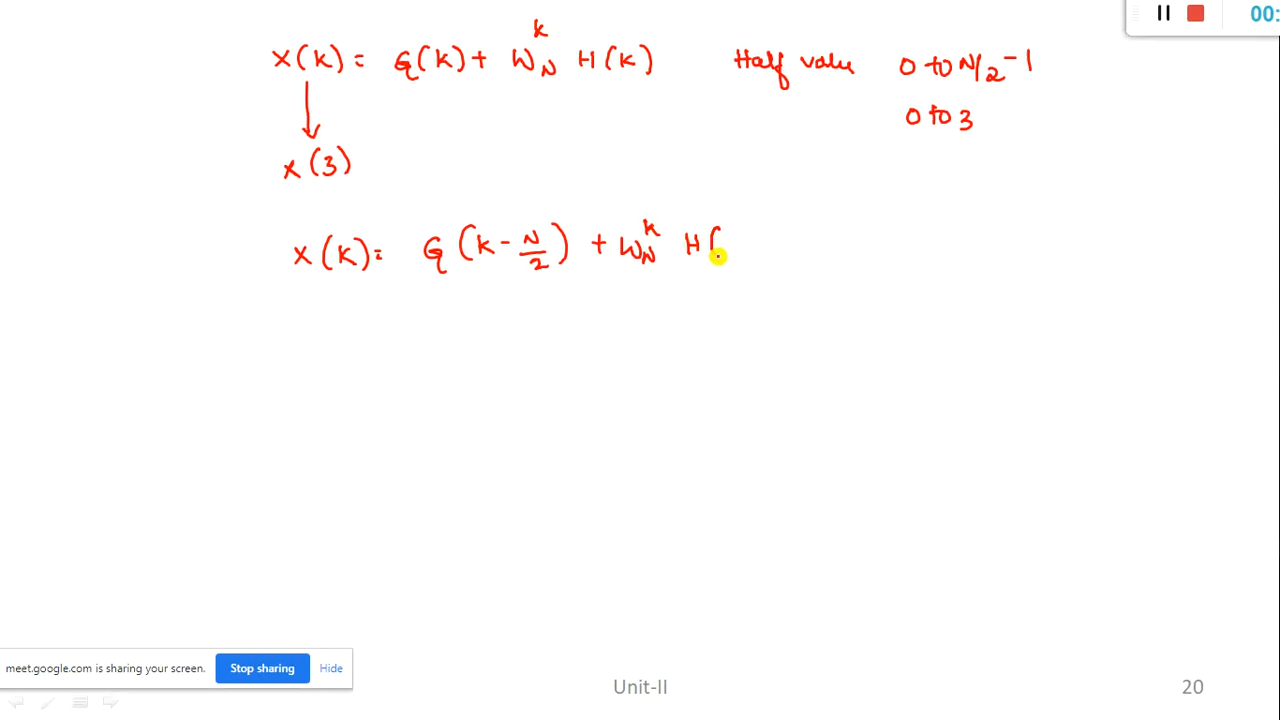 00:
k
X(K) = G(K) + W_N^k H(K) Half value 0 to N/2 -1
0 to 3
X(3)
X(K) = G(K - N/2) + W_N^k H(
meet.google.com is sharing your screen. Stop sharing Hide
Unit-II 20